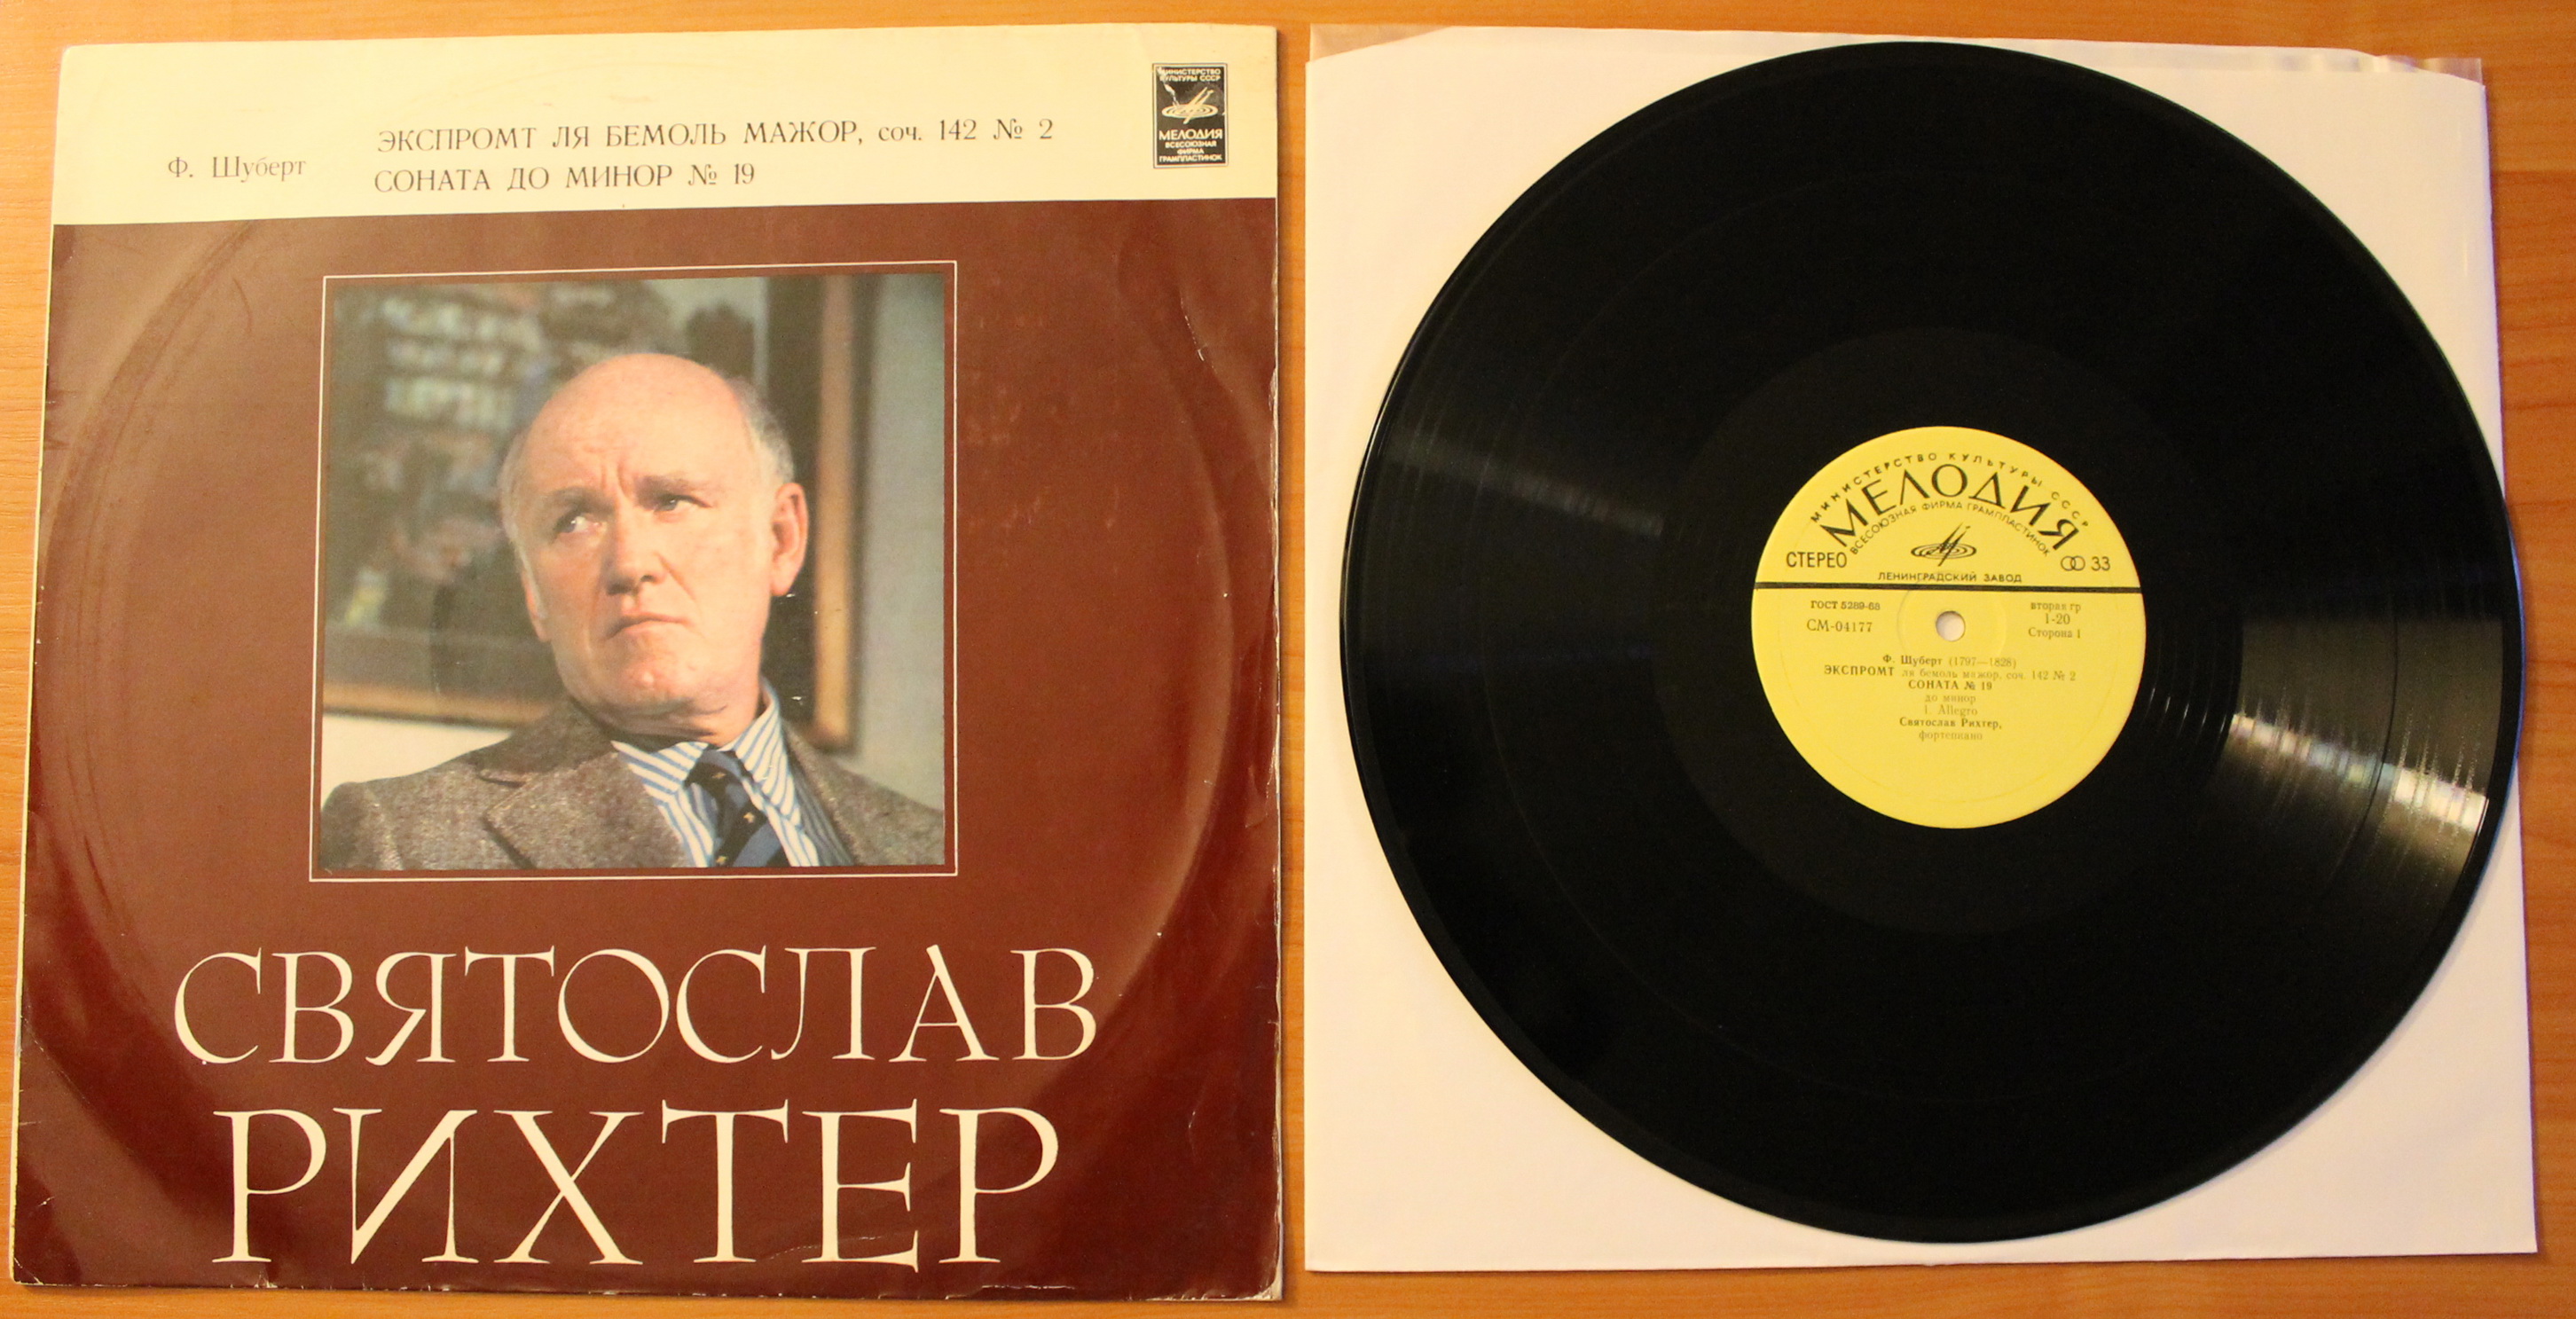 Ф. Шуберт
ЭКСПРОМТ ЛЯ БЕМОЛЬ МАЖОР, соч. 142 № 2
СОНАТА ДО МИНОР № 19
МИНИСТЕРСТВО
КУЛЬТУРЫ СССР
МЕЛОДИЯ
ВСЕСОЮЗНАЯ
ФИРМА
ГРАМПЛАСТИНОК
СВЯТОСЛАВ
РИХТЕР
МИНИСТЕРСТВО КУЛЬТУРЫ СССР
МЕЛОДИЯ
ВСЕСОЮЗНАЯ ФИРМА ГРАМПЛАСТИНОК
СТЕРЕО
33
ЛЕНИНГРАДСКИЙ ЗАВОД
ГОСТ 5289-68
СМ-04177
вторая гр
1-20
Сторона 1
Ф. Шуберт (1797—1828)
ЭКСПРОМТ ля бемоль мажор, соч. 142 № 2
СОНАТА № 19
до минор
1. Allegro
Святослав Рихтер,
фортепиано